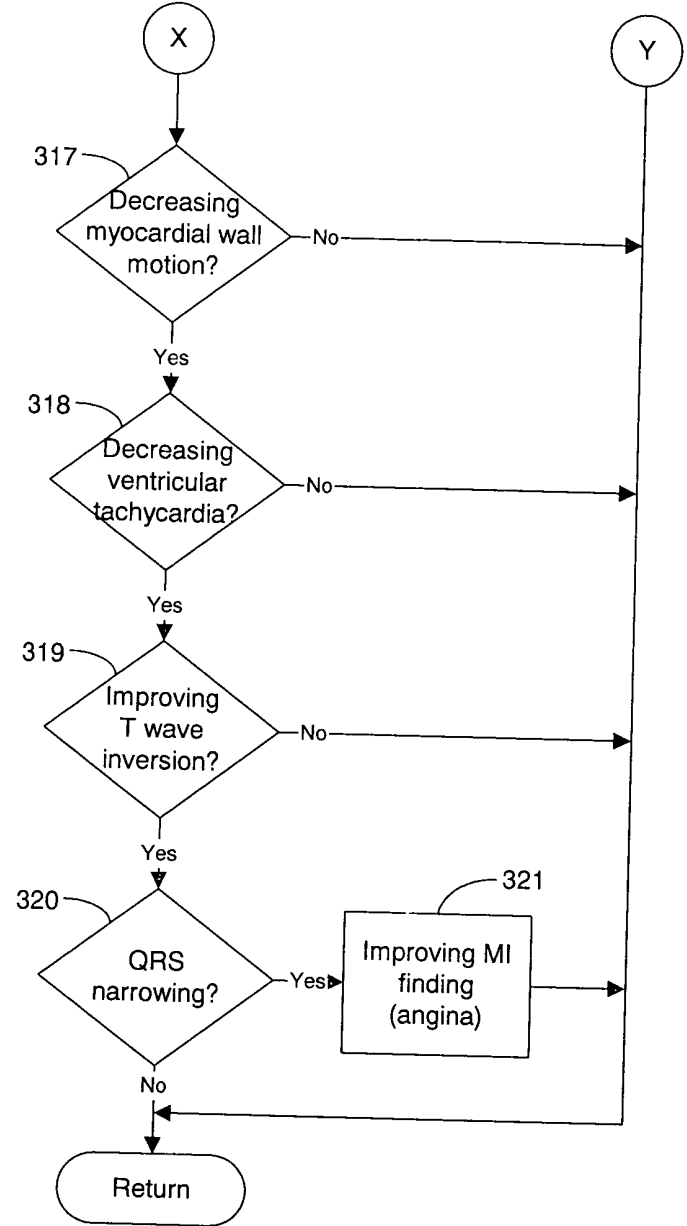 X
Y
317
Decreasing
myocardial wall
motion?
No
Yes
318
Decreasing
ventricular
tachycardia?
No
Yes
319
Improving
T wave
inversion?
No
Yes
320
QRS
narrowing?
Yes
321
Improving MI
finding
(angina)
No
Return